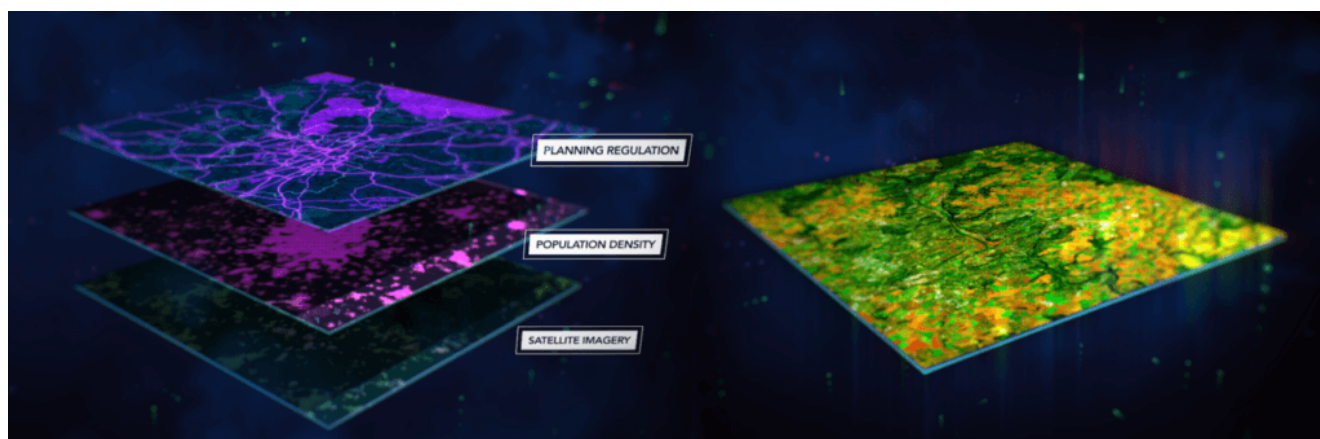 PLANNING REGULATION
POPULATION DENSITY
SATELLITE IMAGERY